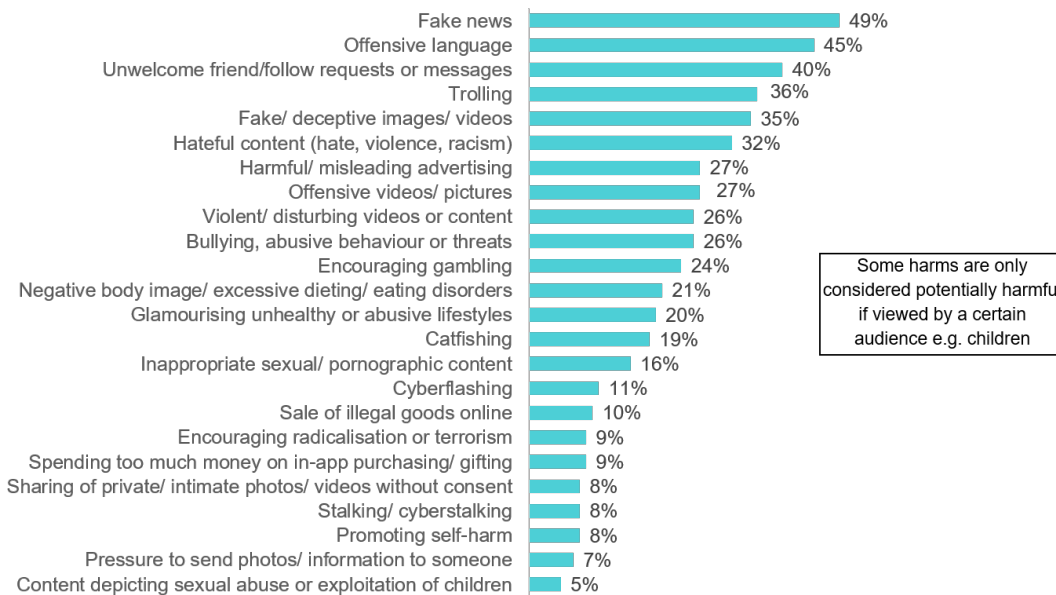 Fake news 49%
Offensive language 45%
Unwelcome friend/follow requests or messages 40%
Trolling 36%
Fake/ deceptive images/ videos 35%
Hateful content (hate, violence, racism) 32%
Harmful/ misleading advertising 27%
Offensive videos/ pictures 27%
Violent/ disturbing videos or content 26%
Bullying, abusive behaviour or threats 26%
Encouraging gambling 24%
Negative body image/ excessive dieting/ eating disorders 21%
Glamourising unhealthy or abusive lifestyles 20%
Catfishing 19%
Inappropriate sexual/ pornographic content 16%
Cyberflashing 11%
Sale of illegal goods online 10%
Encouraging radicalisation or terrorism 9%
Spending too much money on in-app purchasing/ gifting 9%
Sharing of private/ intimate photos/ videos without consent 8%
Stalking/ cyberstalking 8%
Promoting self-harm 8%
Pressure to send photos/ information to someone 7%
Content depicting sexual abuse or exploitation of children 5%
Some harms are only
considered potentially harmfu
if viewed by a certain
audience e.g. children